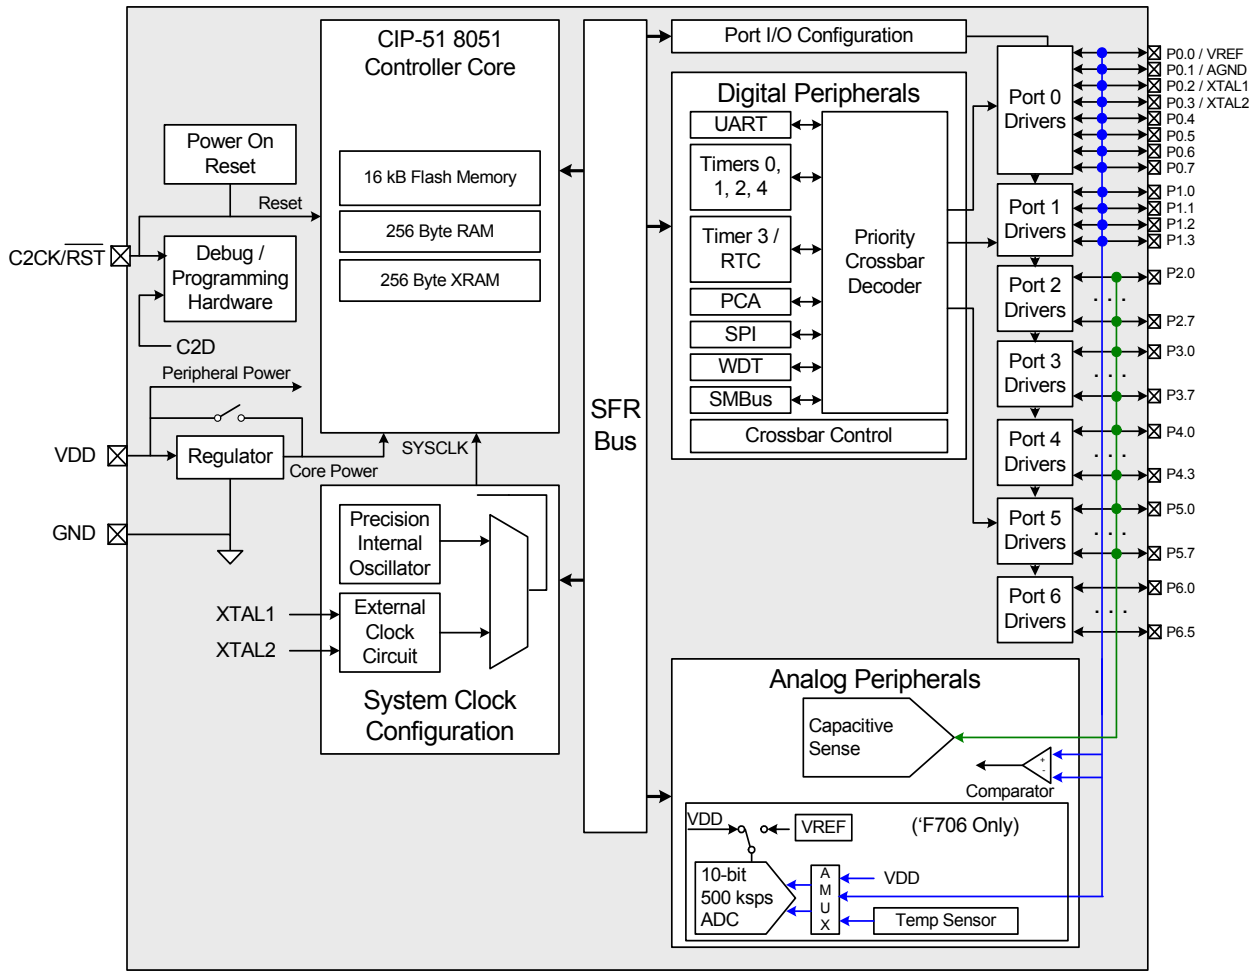 CIP-51 8051
Controller Core
16 kB Flash Memory
256 Byte RAM
256 Byte XRAM
Power On
Reset
Reset
C2CK/RST
Debug /
Programming
Hardware
C2D
Peripheral Power
VDD
Regulator
Core Power
SYSCLK
GND
Precision
Internal
Oscillator
XTAL1
XTAL2
External
Clock
Circuit
System Clock
Configuration
SFR
Bus
Port I/O Configuration
Digital Peripherals
UART
Timers 0,
1, 2, 4
Timer 3 /
RTC
PCA
SPI
WDT
SMBus
Priority
Crossbar
Decoder
Crossbar Control
Port 0
Drivers
Port 1
Drivers
Port 2
Drivers
Port 3
Drivers
Port 4
Drivers
Port 5
Drivers
Port 6
Drivers
P0.0 / VREF
P0.1 / AGND
P0.2 / XTAL1
P0.3 / XTAL2
P0.4
P0.5
P0.6
P0.7
P1.0
P1.1
P1.2
P1.3
P2.0
. . .
P2.7
P3.0
. . . .
P3.7
P4.0
. . .
P4.3
P5.0
. . .
P5.7
P6.0
. . . .
P6.5
Analog Peripherals
Capacitive
Sense
+
-
Comparator
VDD
VREF
('F706 Only)
10-bit
500 ksps
ADC
A
M
U
X
VDD
Temp Sensor